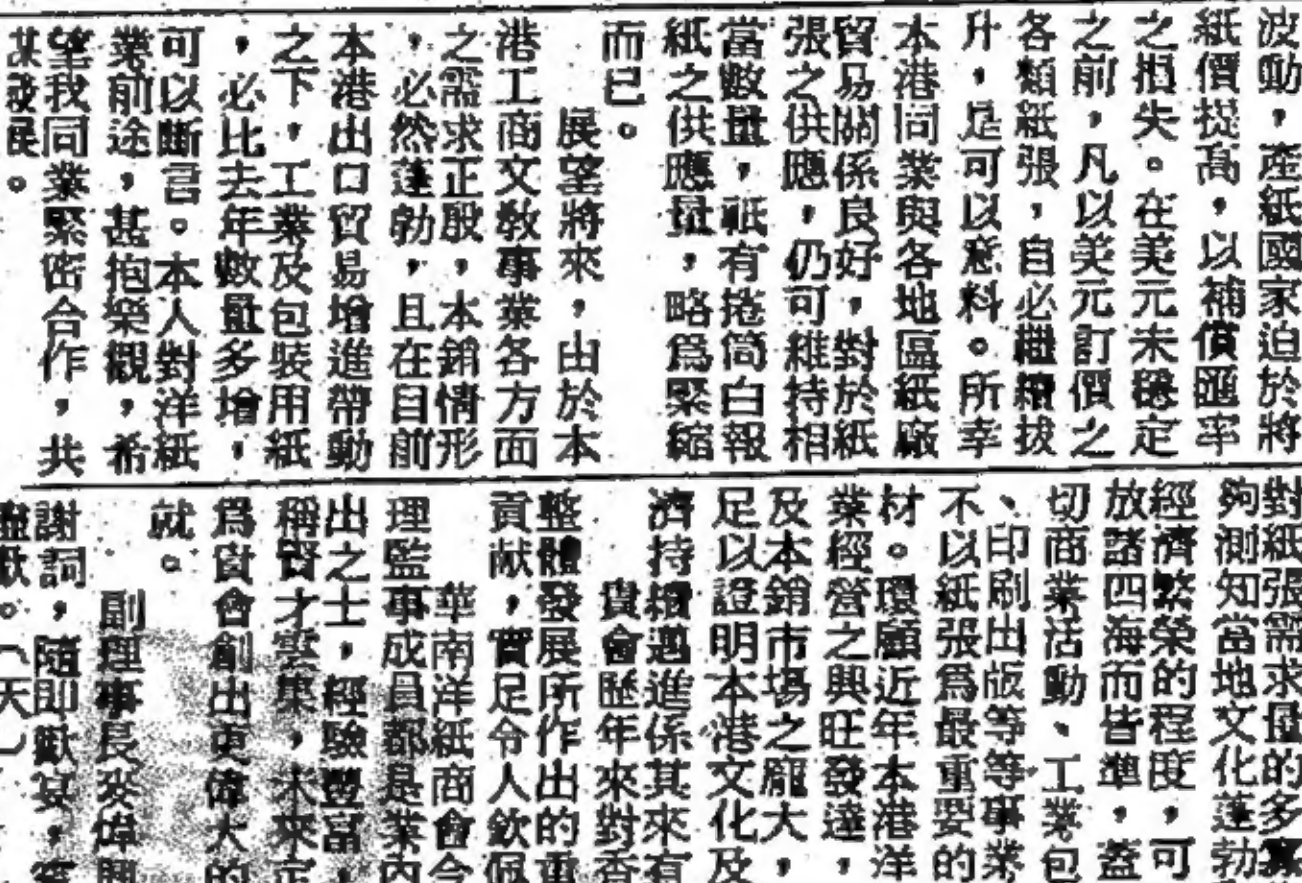 波動，產紙國家迫於將
紙價提高，以補償匯率
之損失。在美元未穩定
之前，凡以美元訂價之
各類紙張，自必繼續拔
升，是可以意料。所幸
本港同業與各地區紙廠
貿易關係良好，對於紙
張之供應，仍可維持相
當數量，祇有捲筒白報
紙之供應量，略為緊縮
而已。
展望將來，由於本
港工商文敎事業各方面
之需求正殷，本銷情形
，必然蓬勃，且在目前
本港出口貿易增進帶動
之下，工業及包裝用紙
，必比去年數量多增，
可以斷言。本人對洋紙
業前途，甚抱樂觀，希
望我同業緊密合作，共
謀發展。
對紙張需求量的多寡
夠測知當地文化蓬勃
經濟繁榮的程度，可
放諸四海而皆準，蓋
切商業活動、工業包
、印刷出版等等事業
不以紙張爲最重要的
材。環顧近年本港洋
業經營之興旺發達，
及本銷市場之龐大，
足以證明本港文化及
濟持續邁進係其來有
貴會歷年來對香
整體發展所作出的重
貢獻，實足令人欽佩
華南洋紙商會今
理監事成員都是業內
出之士，經驗豐富，
稱賢才雲集，未來定
爲貴會創出更偉大的
就。
副理事長麥煒興
謝詞，隨即歡宴，
盡歡。（天）